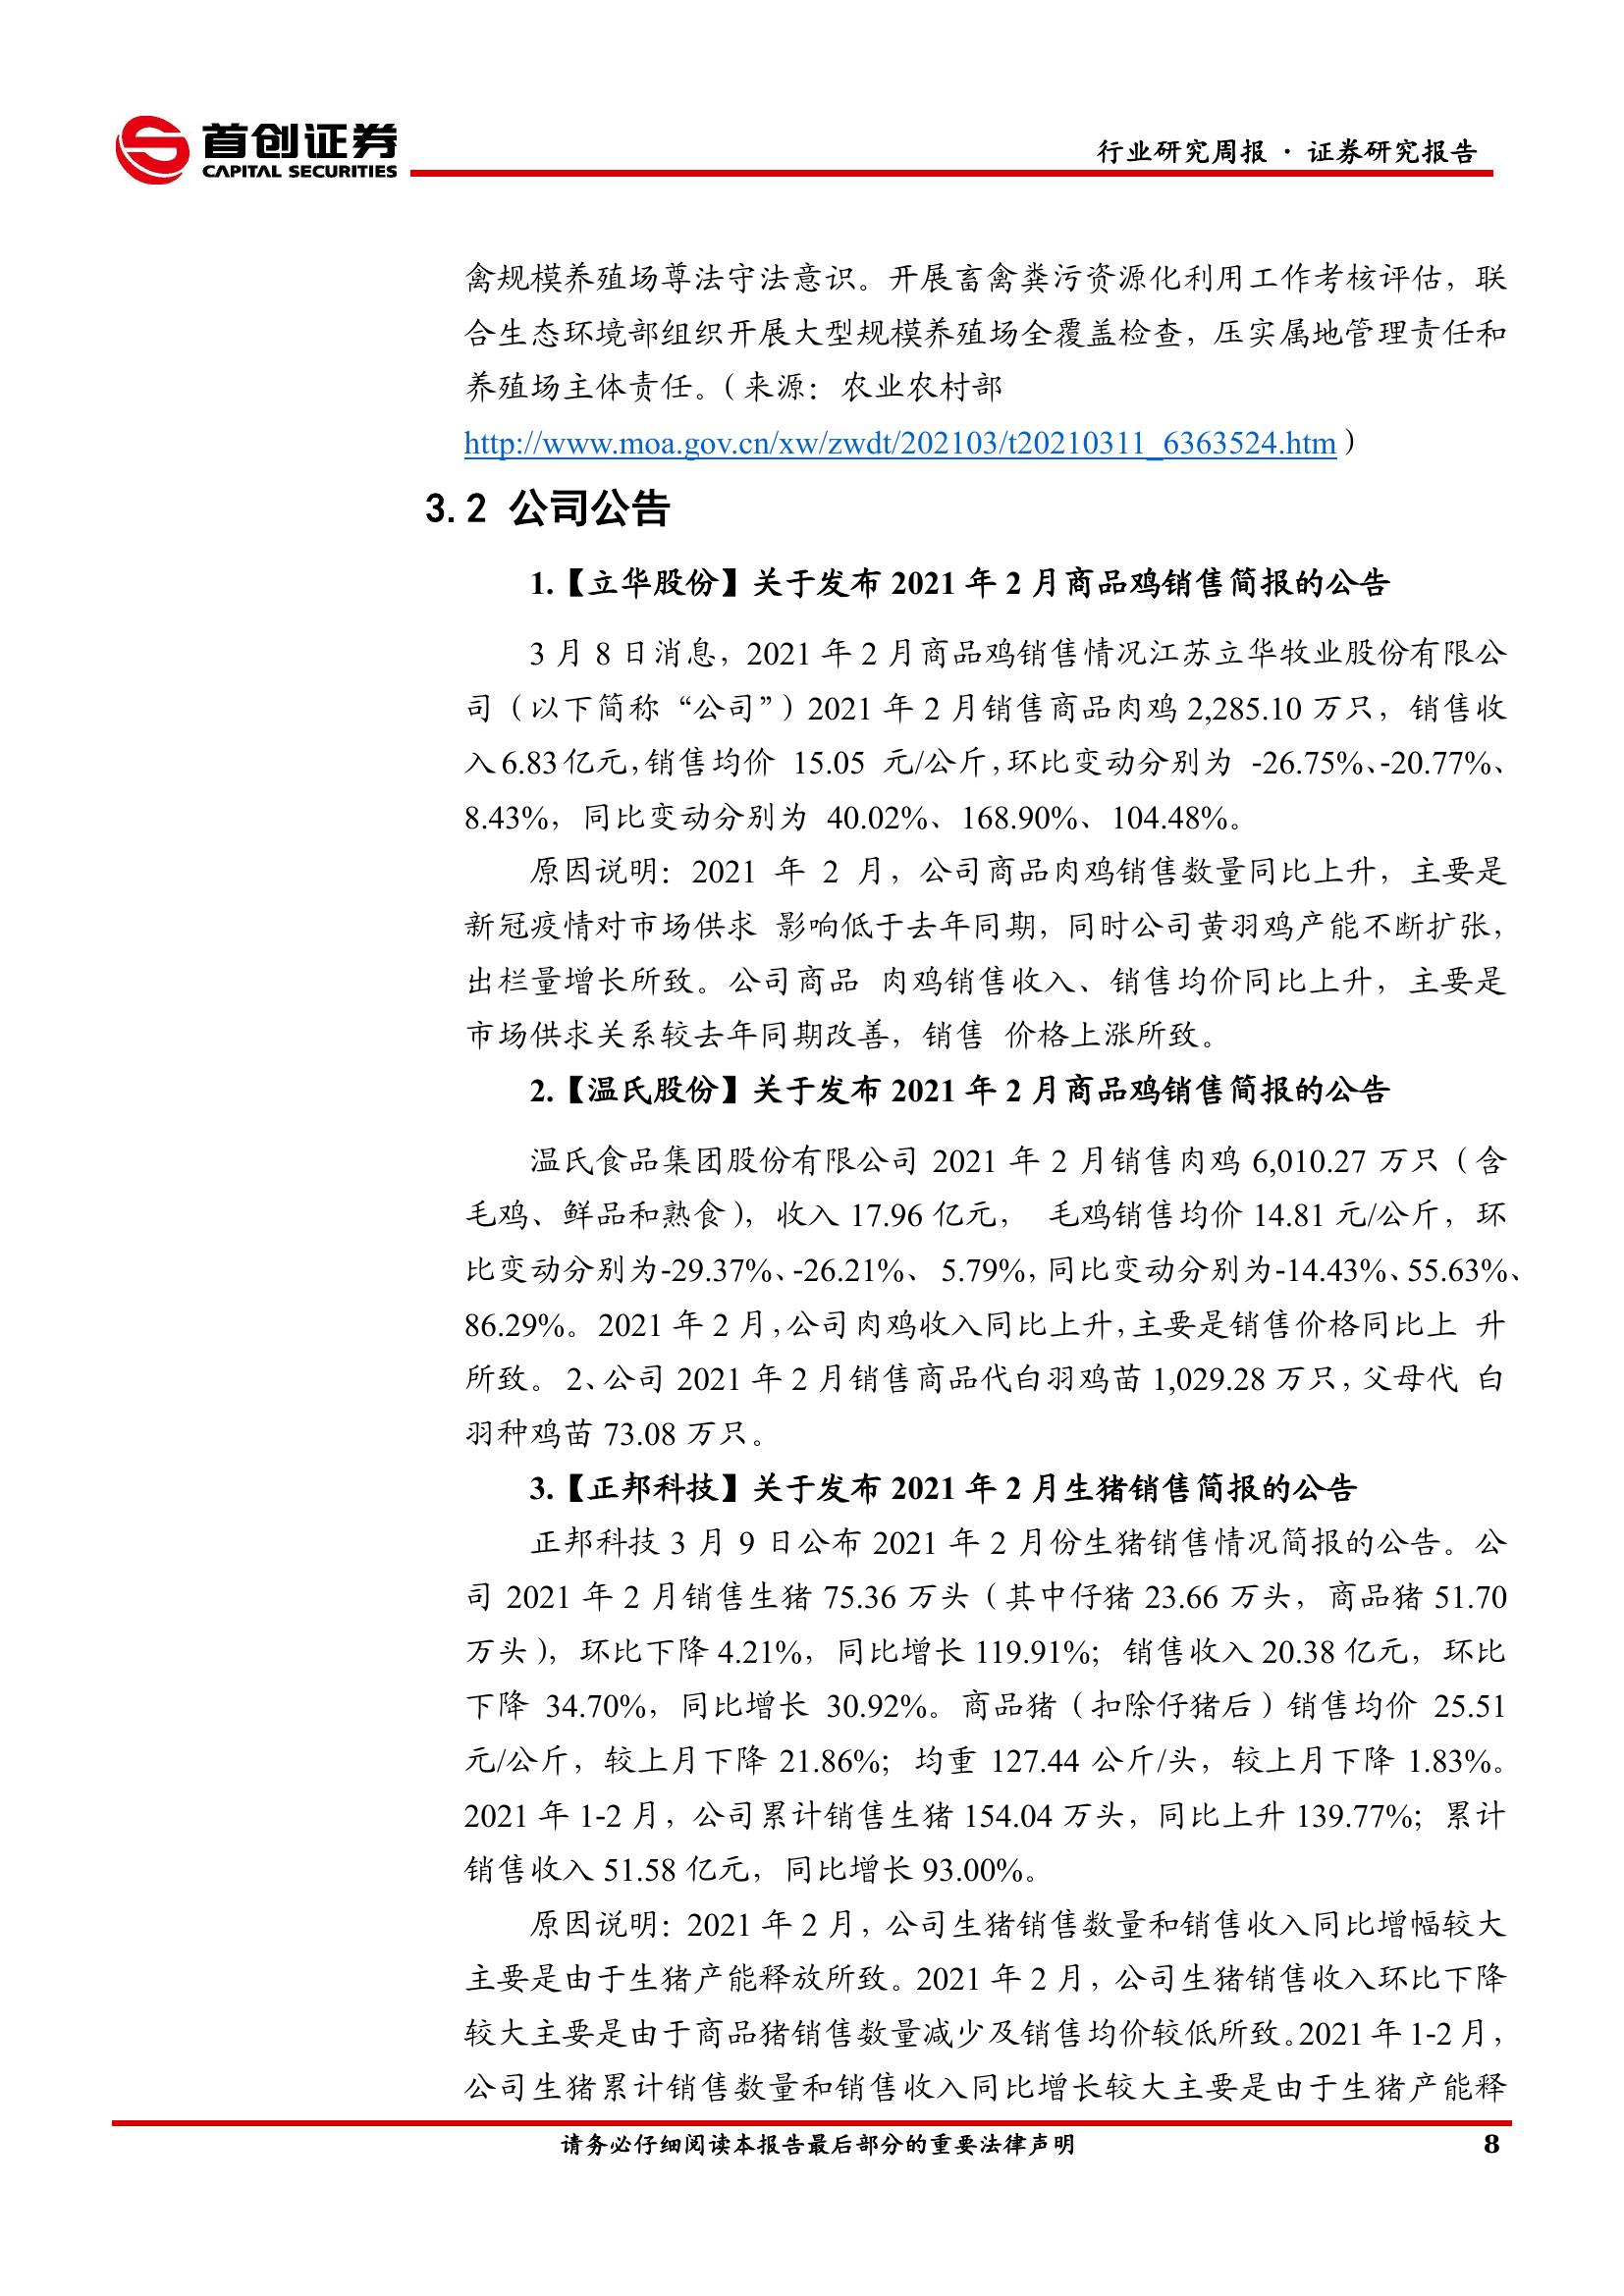 首创证券
CAPITAL SECURITIES
行业研究周报 · 证券研究报告
禽规模养殖场尊法守法意识。开展畜禽粪污资源化利用工作考核评估，联
合生态环境部组织开展大型规模养殖场全覆盖检查，压实属地管理责任和
养殖场主体责任。（来源：农业农村部
http://www.moa.gov.cn/xw/zwdt/202103/t20210311_6363524.htm）
3.2 公司公告
1.【立华股份】关于发布 2021 年 2 月商品鸡销售简报的公告
3 月 8 日消息，2021 年 2 月商品鸡销售情况江苏立华牧业股份有限公
司（以下简称 “公司”）2021 年 2 月销售商品肉鸡 2,285.10 万只，销售收
入 6.83 亿元，销售均价 15.05 元/公斤，环比变动分别为 -26.75%、-20.77%、
8.43%，同比变动分别为 40.02%、168.90%、104.48%。
原因说明：2021 年 2 月，公司商品肉鸡销售数量同比上升，主要是
新冠疫情对市场供求 影响低于去年同期，同时公司黄羽鸡产能不断扩张，
出栏量增长所致。公司商品 肉鸡销售收入、销售均价同比上升，主要是
市场供求关系较去年同期改善，销售 价格上涨所致。
2.【温氏股份】关于发布 2021 年 2 月商品鸡销售简报的公告
温氏食品集团股份有限公司 2021 年 2 月销售肉鸡 6,010.27 万只（含
毛鸡、鲜品和熟食），收入 17.96 亿元， 毛鸡销售均价 14.81 元/公斤，环
比变动分别为-29.37%、-26.21%、 5.79%，同比变动分别为-14.43%、55.63%、
86.29%。2021 年 2 月，公司肉鸡收入同比上升，主要是销售价格同比上 升
所致。 2、公司 2021 年 2 月销售商品代白羽鸡苗 1,029.28 万只，父母代 白
羽种鸡苗 73.08 万只。
3.【正邦科技】关于发布 2021 年 2 月生猪销售简报的公告
正邦科技 3 月 9 日公布 2021 年 2 月份生猪销售情况简报的公告。公
司 2021 年 2 月销售生猪 75.36 万头（其中仔猪 23.66 万头，商品猪 51.70
万头），环比下降 4.21%，同比增长 119.91%；销售收入 20.38 亿元，环比
下降 34.70%，同比增长 30.92%。商品猪（扣除仔猪后）销售均价 25.51
元/公斤，较上月下降 21.86%；均重 127.44 公斤/头，较上月下降 1.83%。
2021 年 1-2 月，公司累计销售生猪 154.04 万头，同比上升 139.77%；累计
销售收入 51.58 亿元，同比增长 93.00%。
原因说明：2021 年 2 月，公司生猪销售数量和销售收入同比增幅较大
主要是由于生猪产能释放所致。2021 年 2 月，公司生猪销售收入环比下降
较大主要是由于商品猪销售数量减少及销售均价较低所致。2021 年 1-2 月，
公司生猪累计销售数量和销售收入同比增长较大主要是由于生猪产能释
请务必仔细阅读本报告最后部分的重要法律声明
8